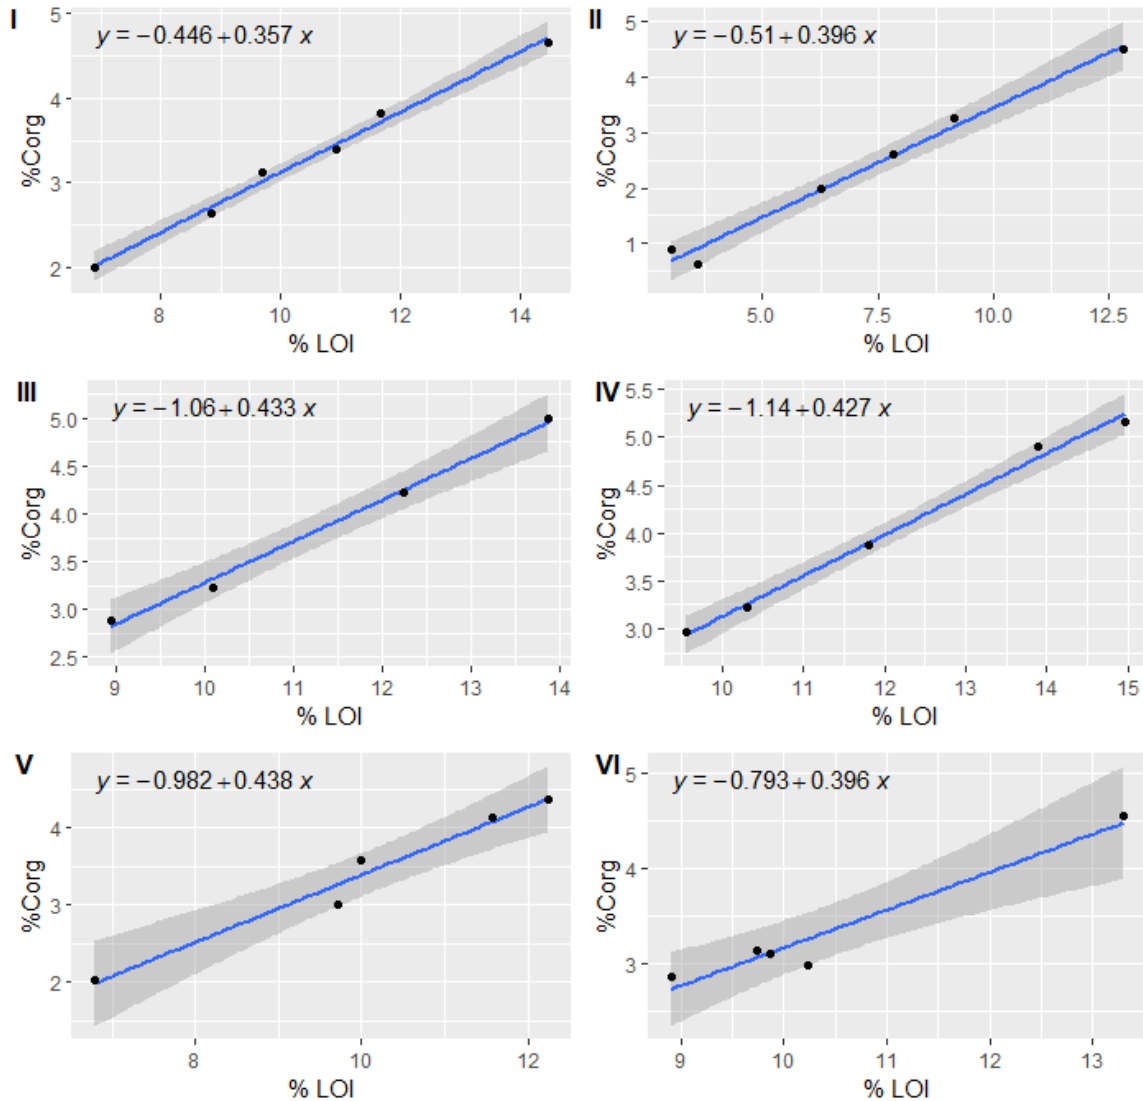 I
y = −0.446 + 0.357 x
%Corg
5
4
3
2
8 10 12 14
% LOI
II
y = −0.51 + 0.396 x
%Corg
5
4
3
2
1
5.0 7.5 10.0 12.5
% LOI
III
y = −1.06 + 0.433 x
%Corg
5.0
4.5
4.0
3.5
3.0
2.5
9 10 11 12 13 14
% LOI
IV
y = −1.14 + 0.427 x
%Corg
5.5
5.0
4.5
4.0
3.5
3.0
10 11 12 13 14 15
% LOI
V
y = −0.982 + 0.438 x
%Corg
4
3
2
8 10 12
% LOI
VI
y = −0.793 + 0.396 x
%Corg
5
4
3
9 10 11 12 13
% LOI